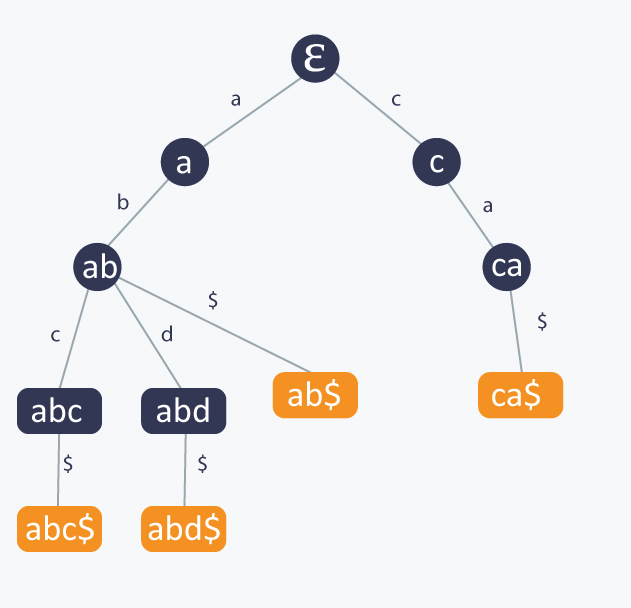 ε
a c
a c
b a
ab ca
$
c d $
ab$ ca$
abc abd
$ $
abc$ abd$